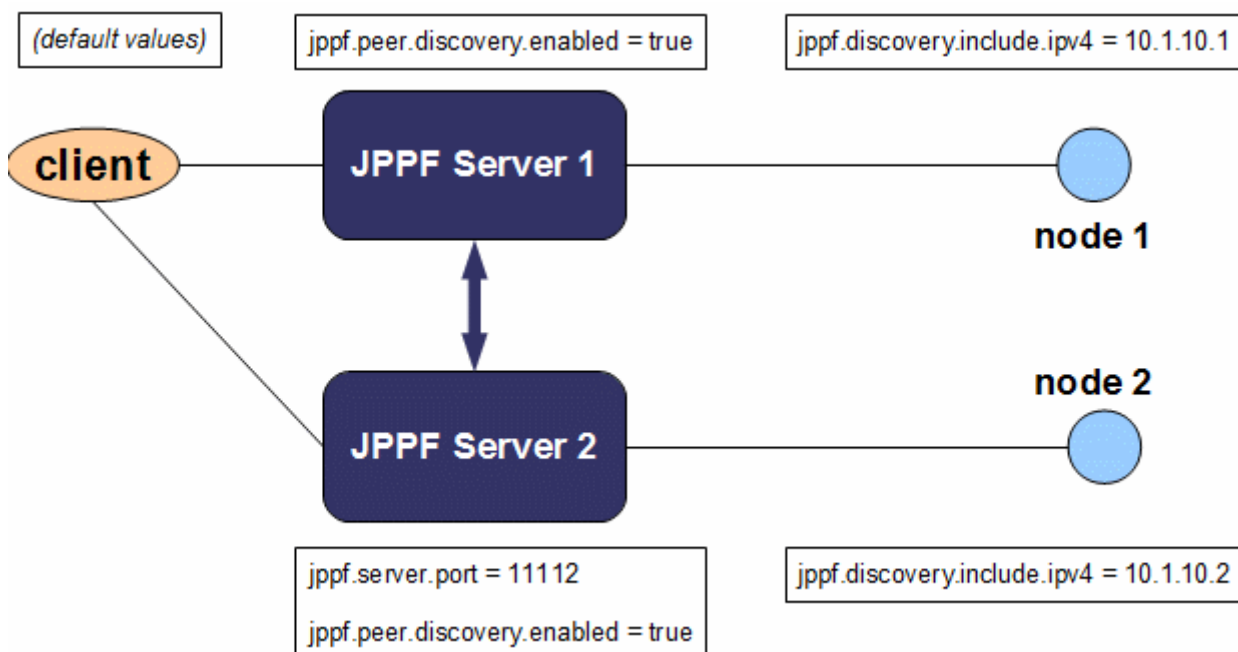 (default values)
jppf.peer.discovery.enabled = true
jppf.discovery.include.ipv4 = 10.1.10.1
client
JPPF Server 1
node 1
node 2
JPPF Server 2
jppf.server.port = 11112
jppf.peer.discovery.enabled = true
jppf.discovery.include.ipv4 = 10.1.10.2